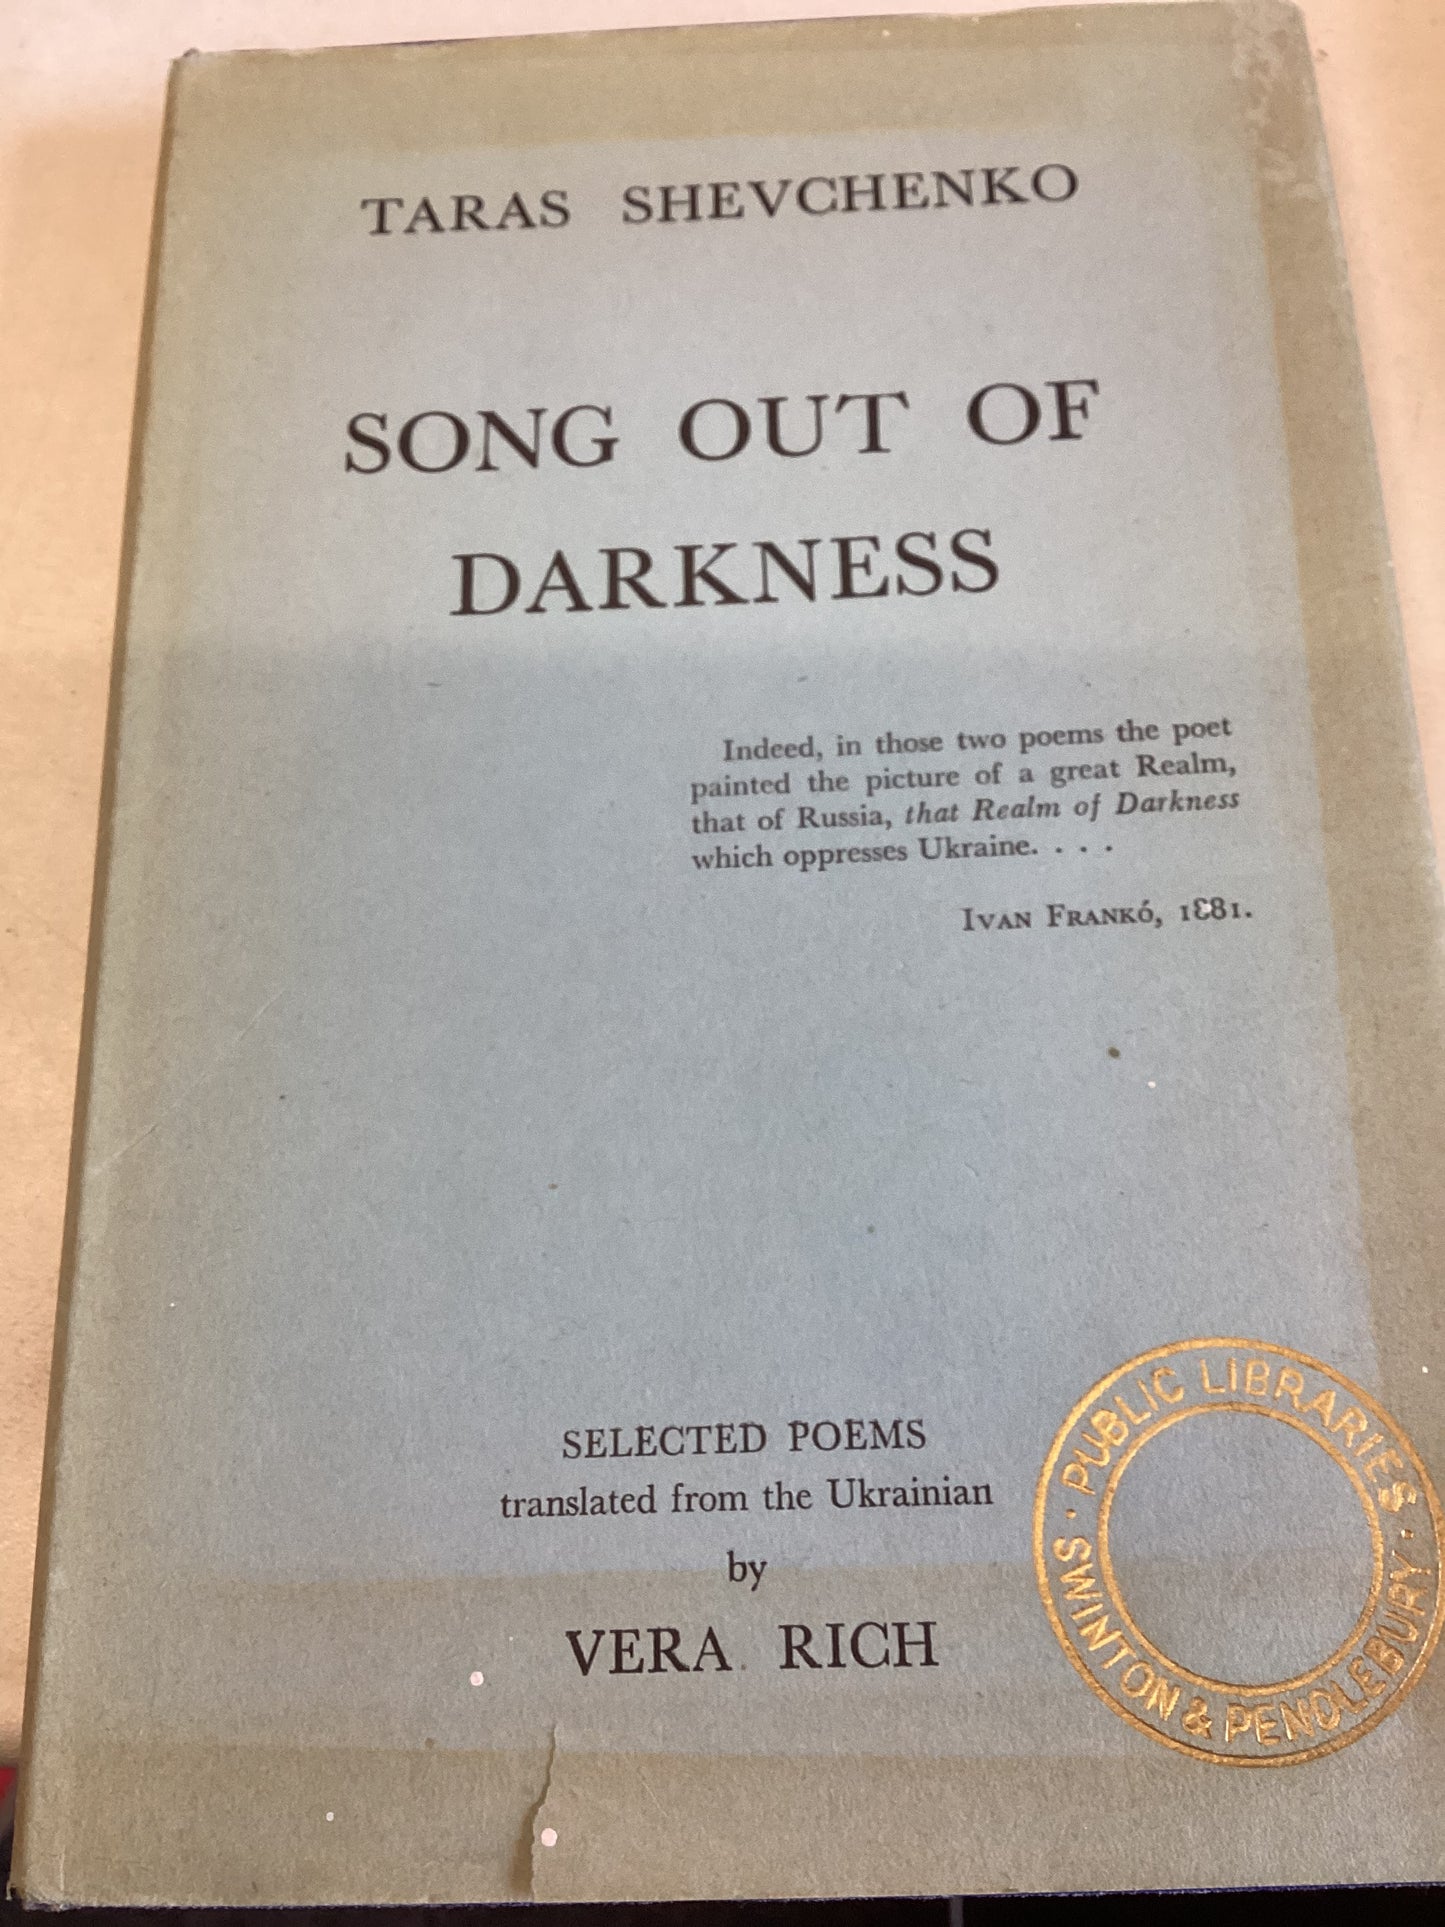 TARAS SHEVCHENKO
SONG OUT OF
DARKNESS
Indeed, in those two poems the poet
painted the picture of a great Realm,
that of Russia, that Realm of Darkness
which oppresses Ukraine. . . .
IVAN FRANKÓ, 1881.
SELECTED POEMS
translated from the Ukrainian
by
VERA RICH
· PUBLIC LIBRARIES ·
SWINTON & PENDLEBURY